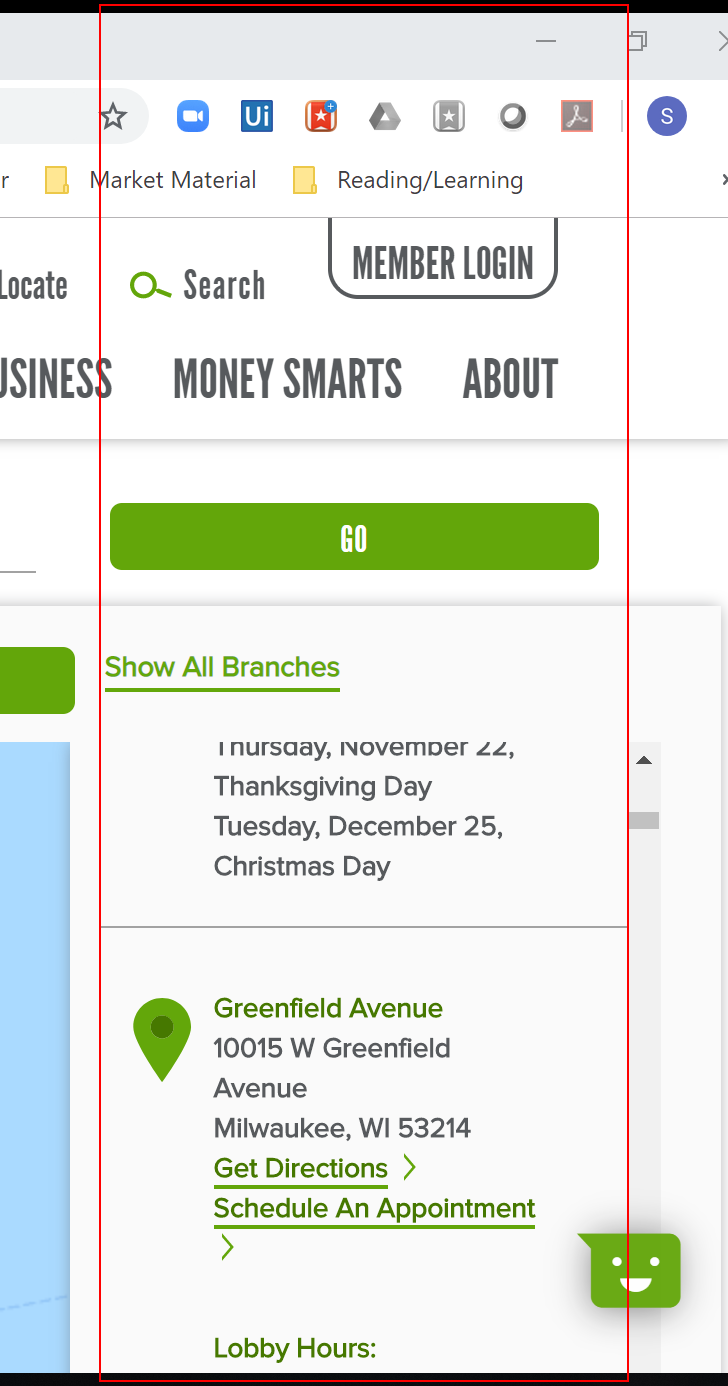 Ui
S
r
Market Material
Reading/Learning
Locate
Search
MEMBER LOGIN
USINESS
MONEY SMARTS
ABOUT
GO
Show All Branches
Thursday, November 22,
Thanksgiving Day
Tuesday, December 25,
Christmas Day
Greenfield Avenue
10015 W Greenfield
Avenue
Milwaukee, WI 53214
Get Directions
Schedule An Appointment
Lobby Hours: